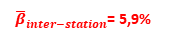 β̅inter−station= 5,9%